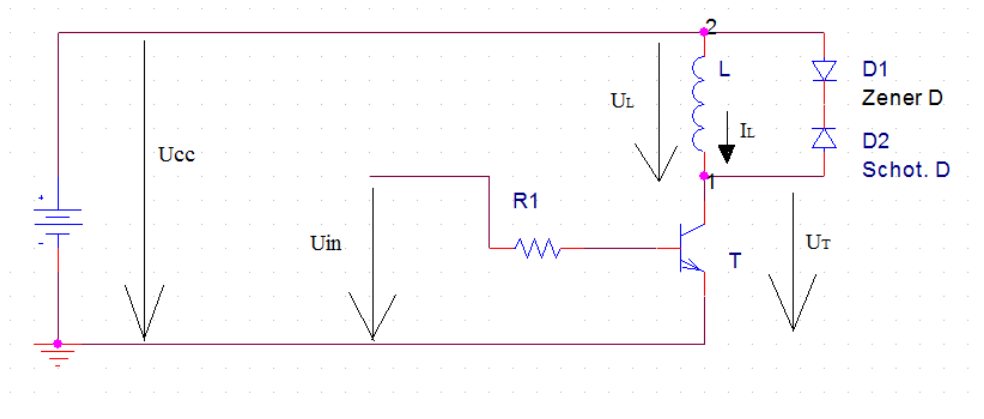 2
L
D1
Zener D
UL
IL
Ucc
D2
Schot. D
1
+
-
R1
Uin
T
UT